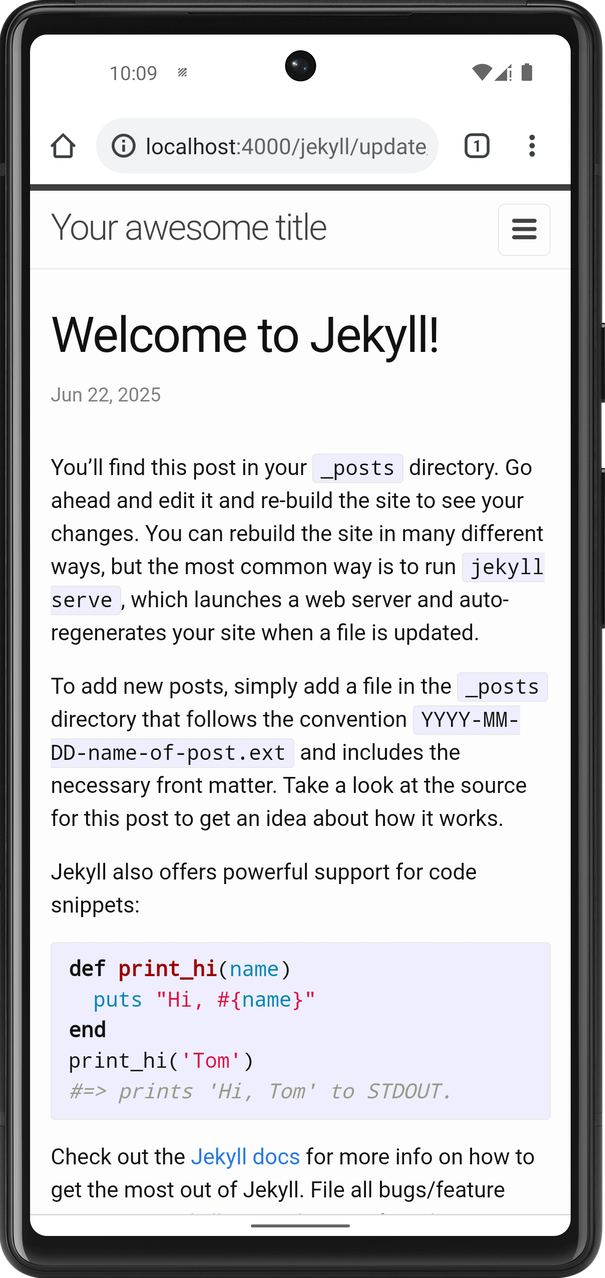 10:09
localhost:4000/jekyll/update
1
Your awesome title
Welcome to Jekyll!
Jun 22, 2025
You’ll find this post in your _posts directory. Go
ahead and edit it and re-build the site to see your
changes. You can rebuild the site in many different
ways, but the most common way is to run jekyll
serve , which launches a web server and auto-
regenerates your site when a file is updated.
To add new posts, simply add a file in the _posts
directory that follows the convention YYYY-MM-
DD-name-of-post.ext and includes the
necessary front matter. Take a look at the source
for this post to get an idea about how it works.
Jekyll also offers powerful support for code
snippets:
def print_hi(name)
  puts "Hi, #{name}"
end
print_hi('Tom')
#=> prints 'Hi, Tom' to STDOUT.
Check out the Jekyll docs for more info on how to
get the most out of Jekyll. File all bugs/feature